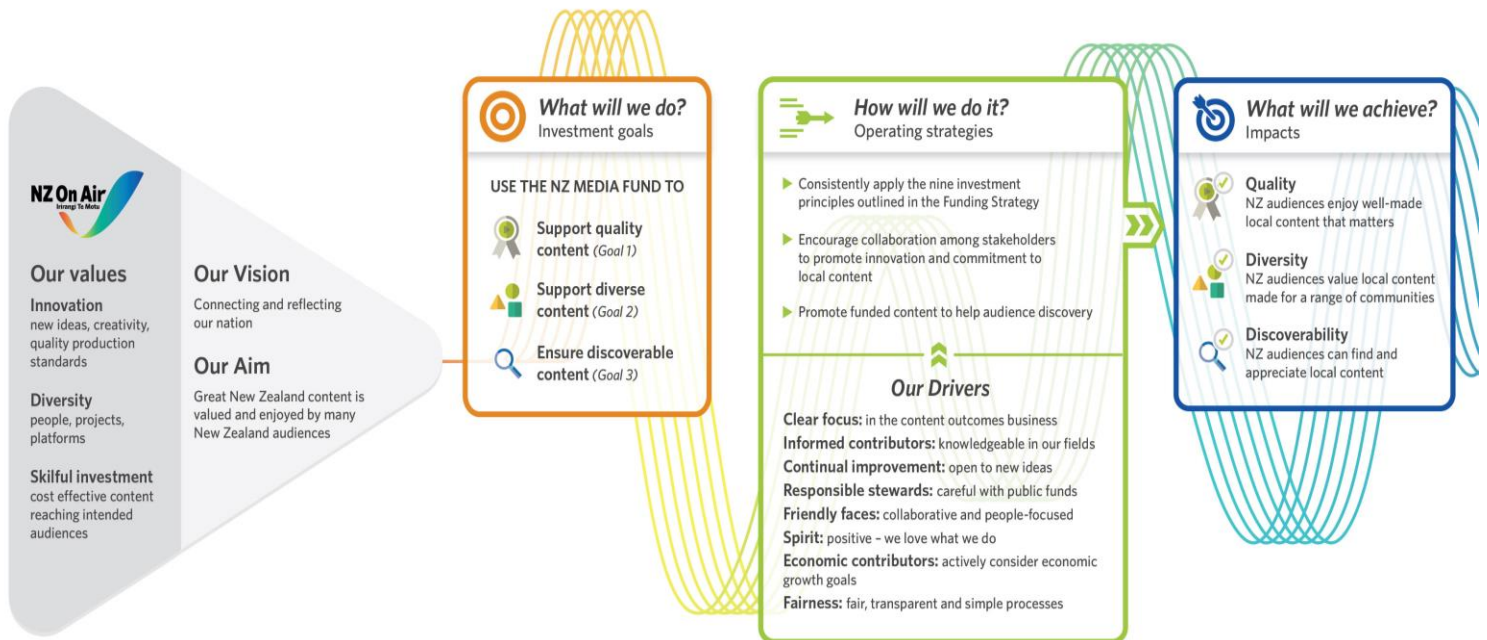 NZ On Air
Irirangi Te Motu
Our values
Innovation
new ideas, creativity,
quality production
standards
Diversity
people, projects,
platforms
Skilful investment
cost effective content
reaching intended
audiences
Our Vision
Connecting and reflecting
our nation
Our Aim
Great New Zealand content is
valued and enjoyed by many
New Zealand audiences
What will we do?
Investment goals
USE THE NZ MEDIA FUND TO
Support quality
content (Goal 1)
Support diverse
content (Goal 2)
Ensure discoverable
content (Goal 3)
How will we do it?
Operating strategies
Consistently apply the nine investment
principles outlined in the Funding Strategy
Encourage collaboration among stakeholders
to promote innovation and commitment to
local content
Promote funded content to help audience discovery
Our Drivers
Clear focus: in the content outcomes business
Informed contributors: knowledgeable in our fields
Continual improvement: open to new ideas
Responsible stewards: careful with public funds
Friendly faces: collaborative and people-focused
Spirit: positive – we love what we do
Economic contributors: actively consider economic
growth goals
Fairness: fair, transparent and simple processes
What will we achieve?
Impacts
Quality
NZ audiences enjoy well-made
local content that matters
Diversity
NZ audiences value local content
made for a range of communities
Discoverability
NZ audiences can find and
appreciate local content